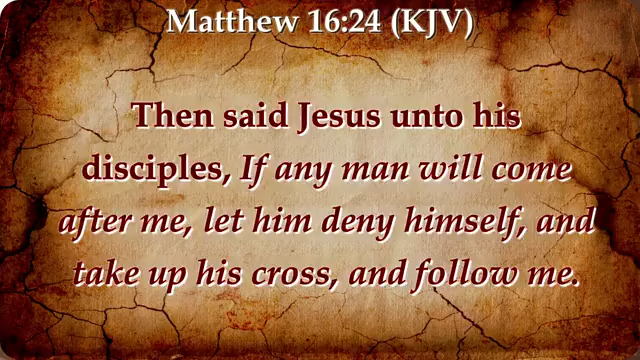 Matthew 16:24 (KJV)
Then said Jesus unto his
disciples, If any man will come
after me, let him deny himself, and
take up his cross, and follow me.